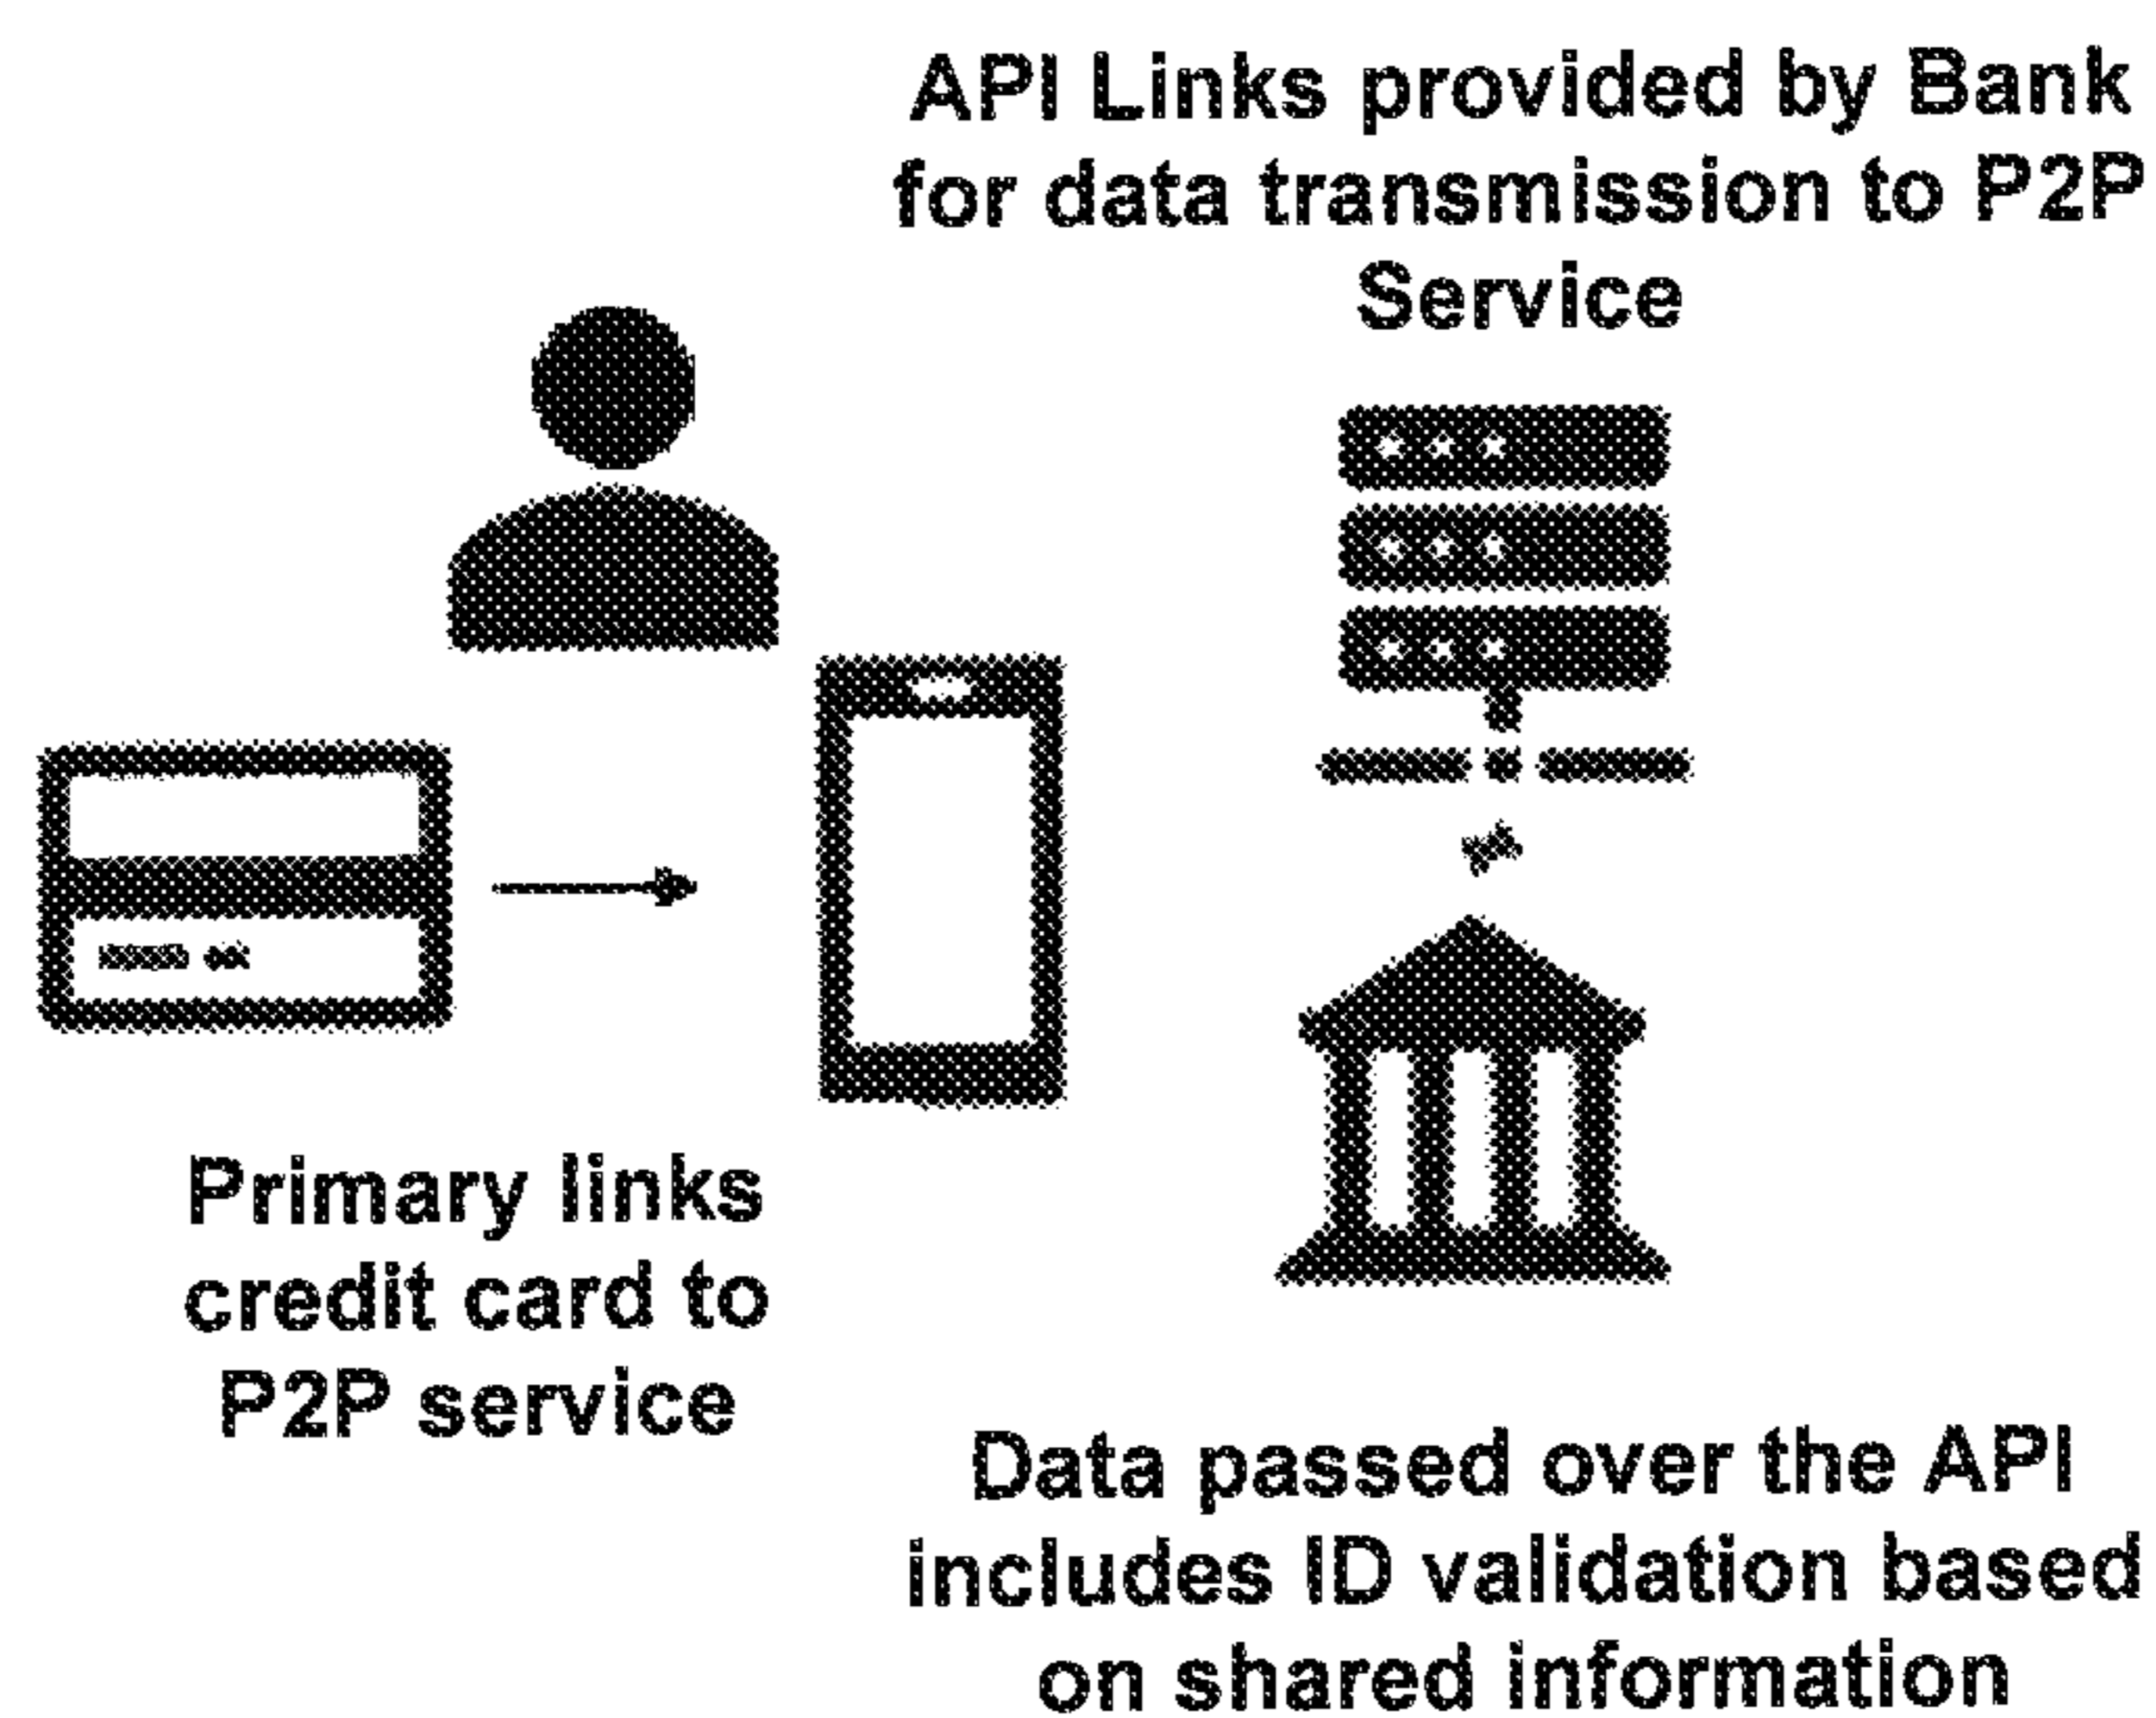 API Links provided by Bank
for data transmission to P2P
Service
Primary links
credit card to
P2P service
Data passed over the API
includes ID validation based
on shared information